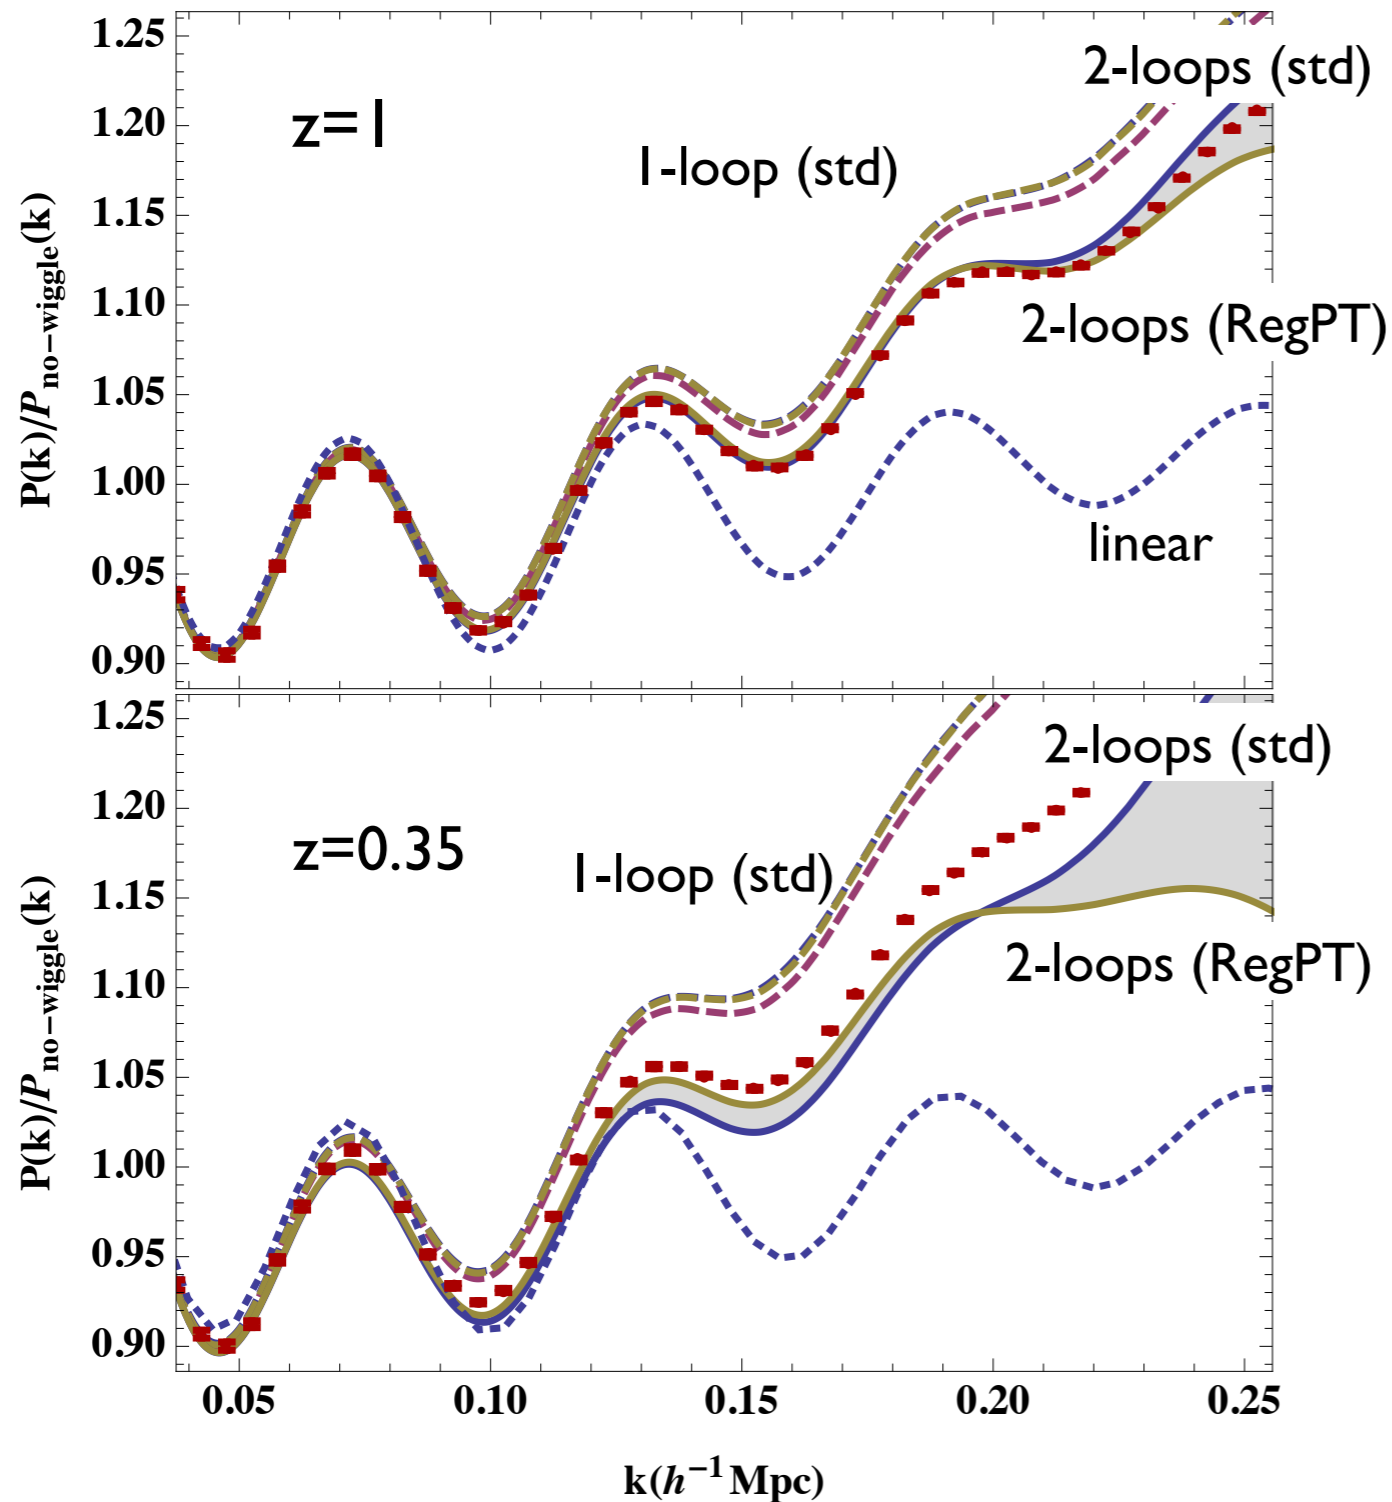 1.25
1.20
1.15
1.10
1.05
1.00
0.95
0.90
P(k)/P no−wiggle(k)
z=1
1-loop (std)
2-loops (std)
2-loops (RegPT)
linear
1.25
1.20
1.15
1.10
1.05
1.00
0.95
0.90
P(k)/P no−wiggle(k)
z=0.35
1-loop (std)
2-loops (std)
2-loops (RegPT)
0.05 0.10 0.15 0.20 0.25
k(h⁻¹ Mpc)